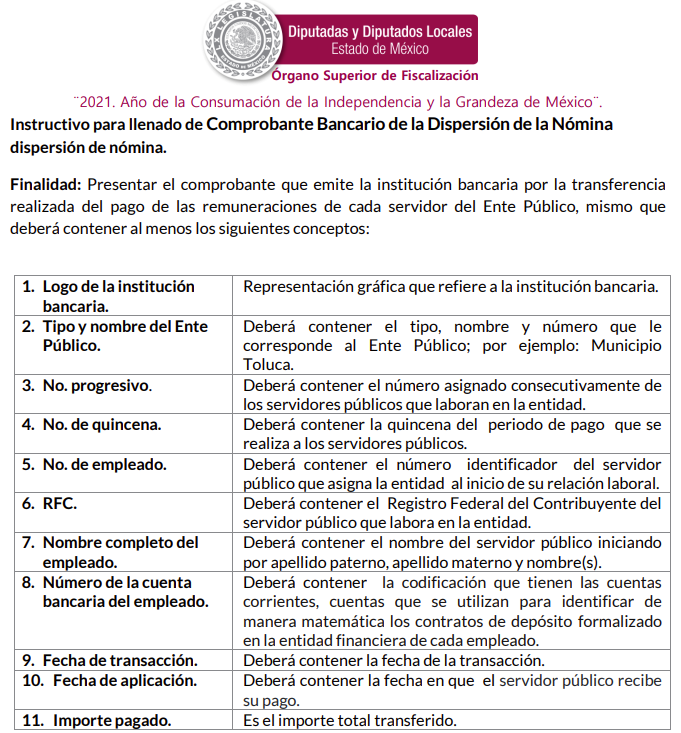 Diputadas y Diputados Locales
Estado de México
Órgano Superior de Fiscalización
¨2021. Año de la Consumación de la Independencia y la Grandeza de México¨.
Instructivo para llenado de Comprobante Bancario de la Dispersión de la Nómina
dispersión de nómina.
Finalidad: Presentar el comprobante que emite la institución bancaria por la transferencia
realizada del pago de las remuneraciones de cada servidor del Ente Público, mismo que
deberá contener al menos los siguientes conceptos:
1. Logo de la institución
bancaria.
Representación gráfica que refiere a la institución bancaria.
2. Tipo y nombre del Ente
Público.
Deberá contener el tipo, nombre y número que le
corresponde al Ente Público; por ejemplo: Municipio
Toluca.
3. No. progresivo.
Deberá contener el número asignado consecutivamente de
los servidores públicos que laboran en la entidad.
4. No. de quincena.
Deberá contener la quincena del periodo de pago que se
realiza a los servidores públicos.
5. No. de empleado.
Deberá contener el número identificador del servidor
público que asigna la entidad al inicio de su relación laboral.
6. RFC.
Deberá contener el Registro Federal del Contribuyente del
servidor público que labora en la entidad.
7. Nombre completo del
empleado.
Deberá contener el nombre del servidor público iniciando
por apellido paterno, apellido materno y nombre(s).
8. Número de la cuenta
bancaria del empleado.
Deberá contener la codificación que tienen las cuentas
corrientes, cuentas que se utilizan para identificar de
manera matemática los contratos de depósito formalizado
en la entidad financiera de cada empleado.
9. Fecha de transacción.
Deberá contener la fecha de la transacción.
10. Fecha de aplicación.
Deberá contener la fecha en que el servidor público recibe
su pago.
11. Importe pagado.
Es el importe total transferido.